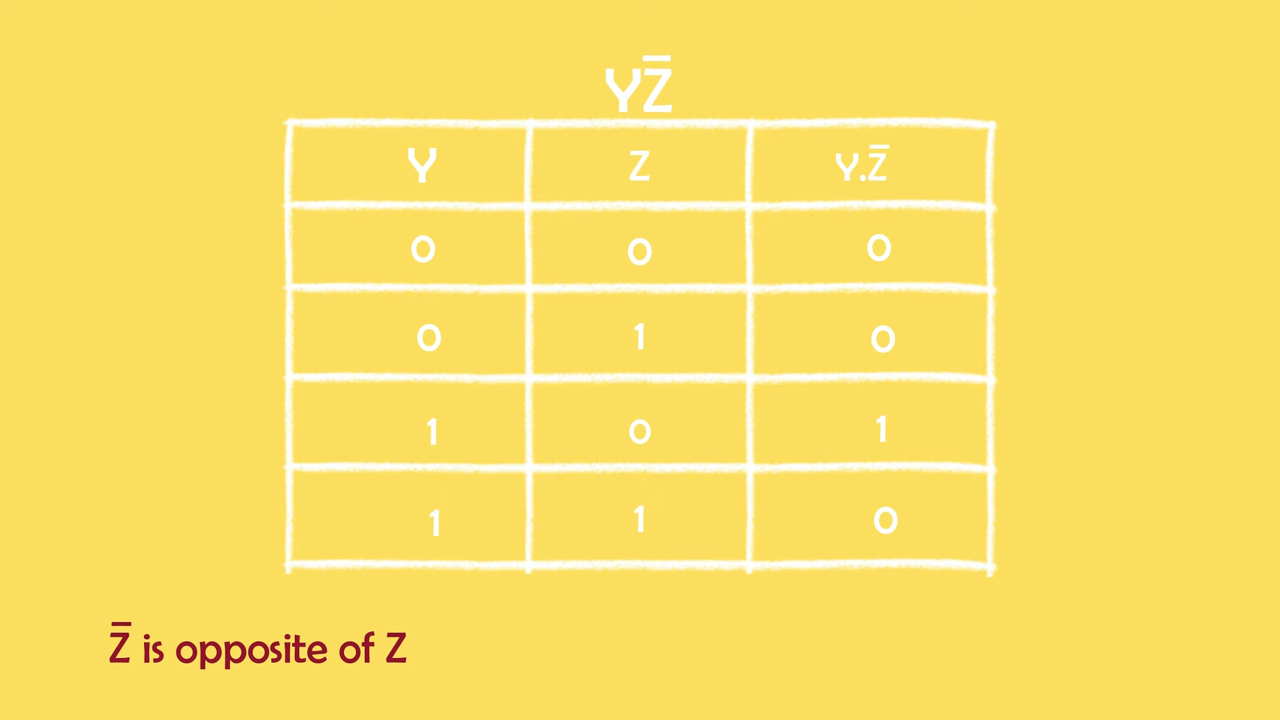 YZ̅
Y Z Y.Z̅
0 0 0
0 1 0
1 0 1
1 1 0
Z̅ is opposite of Z